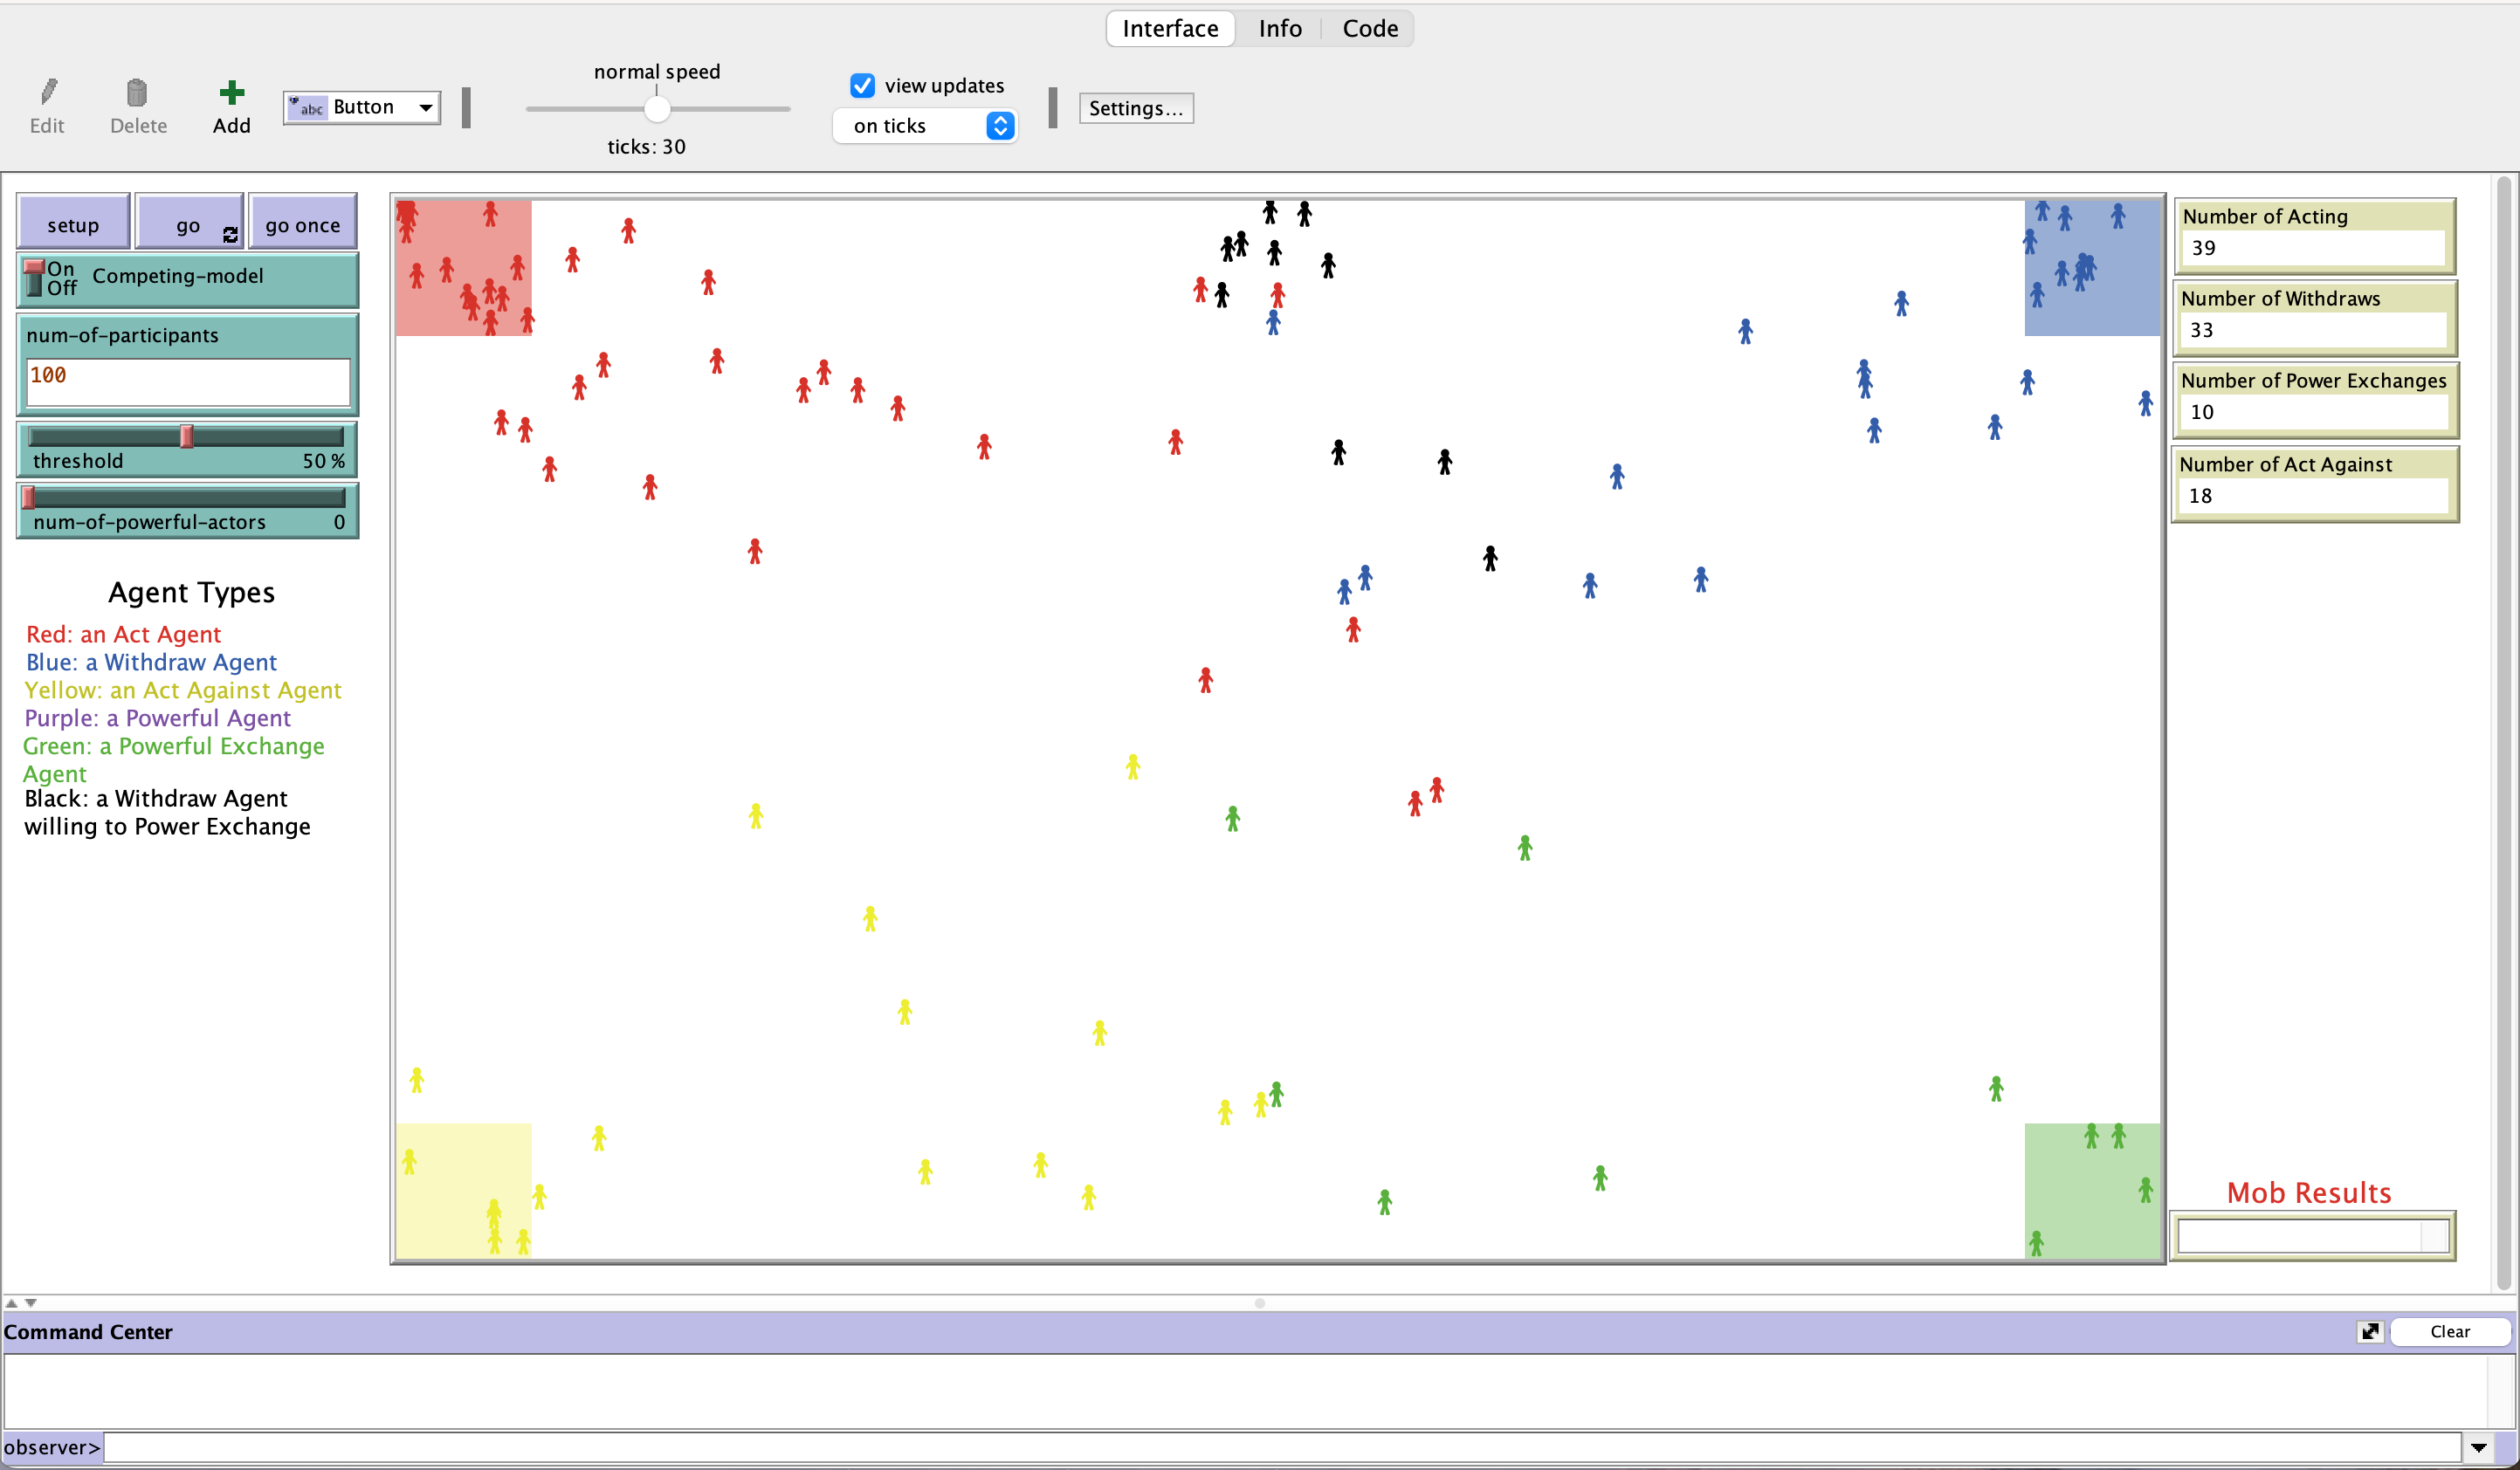 Interface Info Code
Edit
Delete
Add
abc Button
normal speed
ticks: 30
view updates
on ticks
Settings...
setup
go
go once
On
Off
Competing-model
num-of-participants
100
threshold 50 %
num-of-powerful-actors 0
Agent Types
Red: an Act Agent
Blue: a Withdraw Agent
Yellow: an Act Against Agent
Purple: a Powerful Agent
Green: a Powerful Exchange
Agent
Black: a Withdraw Agent
willing to Power Exchange
Number of Acting
39
Number of Withdraws
33
Number of Power Exchanges
10
Number of Act Against
18
Mob Results
Command Center
Clear
observer>